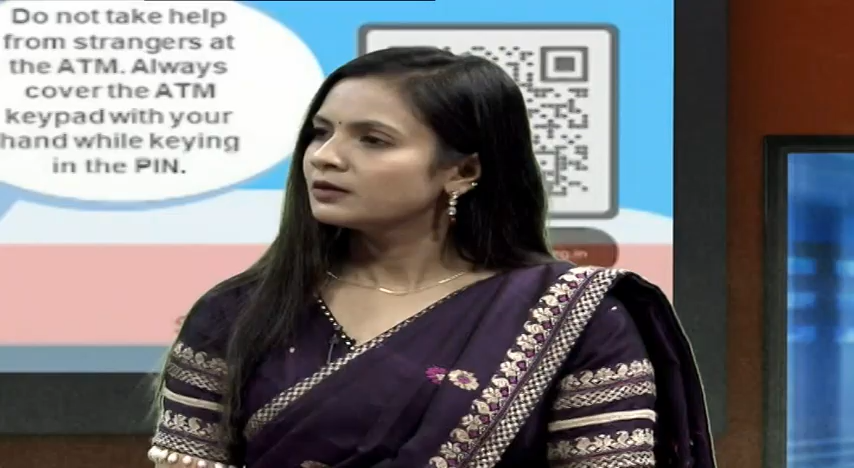 Do not take help
from strangers at
the ATM. Always
cover the ATM
keypad with your
hand while keying
in the PIN.